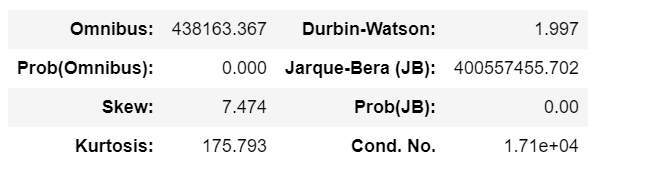 Omnibus: 438163.367 Durbin-Watson: 1.997
Prob(Omnibus): 0.000 Jarque-Bera (JB): 400557455.702
Skew: 7.474 Prob(JB): 0.00
Kurtosis: 175.793 Cond. No. 1.71e+04